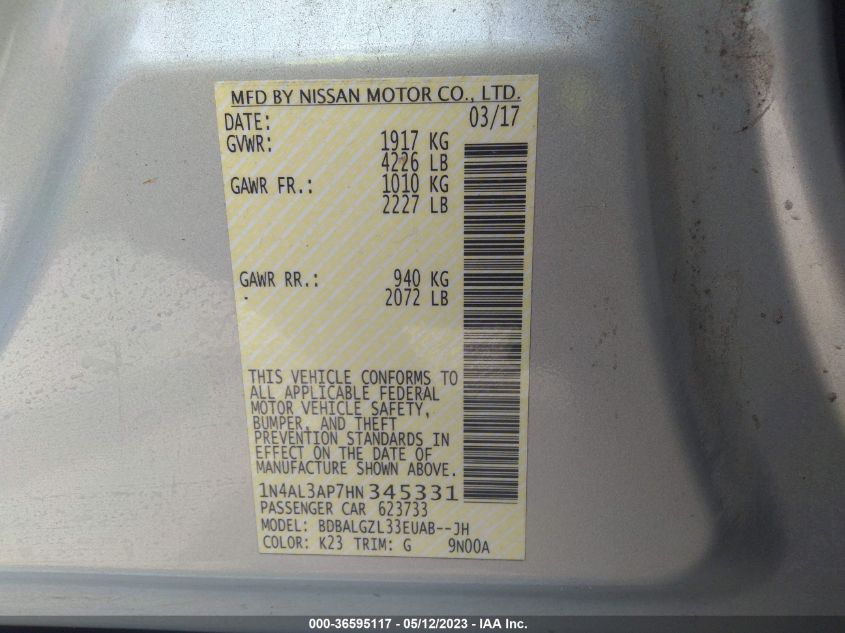 MFD BY NISSAN MOTOR CO., LTD.
DATE: 03/17
GVWR: 1917 KG
4226 LB
GAWR FR.: 1010 KG
2227 LB
GAWR RR.: 940 KG
- 2072 LB
THIS VEHICLE CONFORMS TO
ALL APPLICABLE FEDERAL
MOTOR VEHICLE SAFETY,
BUMPER, AND THEFT
PREVENTION STANDARDS IN
EFFECT ON THE DATE OF
MANUFACTURE SHOWN ABOVE.
1N4AL3AP7HN345331
PASSENGER CAR 623733
MODEL: BDBALGZL33EUAB--JH
COLOR: K23 TRIM: G 9N00A
000-36595117 - 05/12/2023 - IAA Inc.